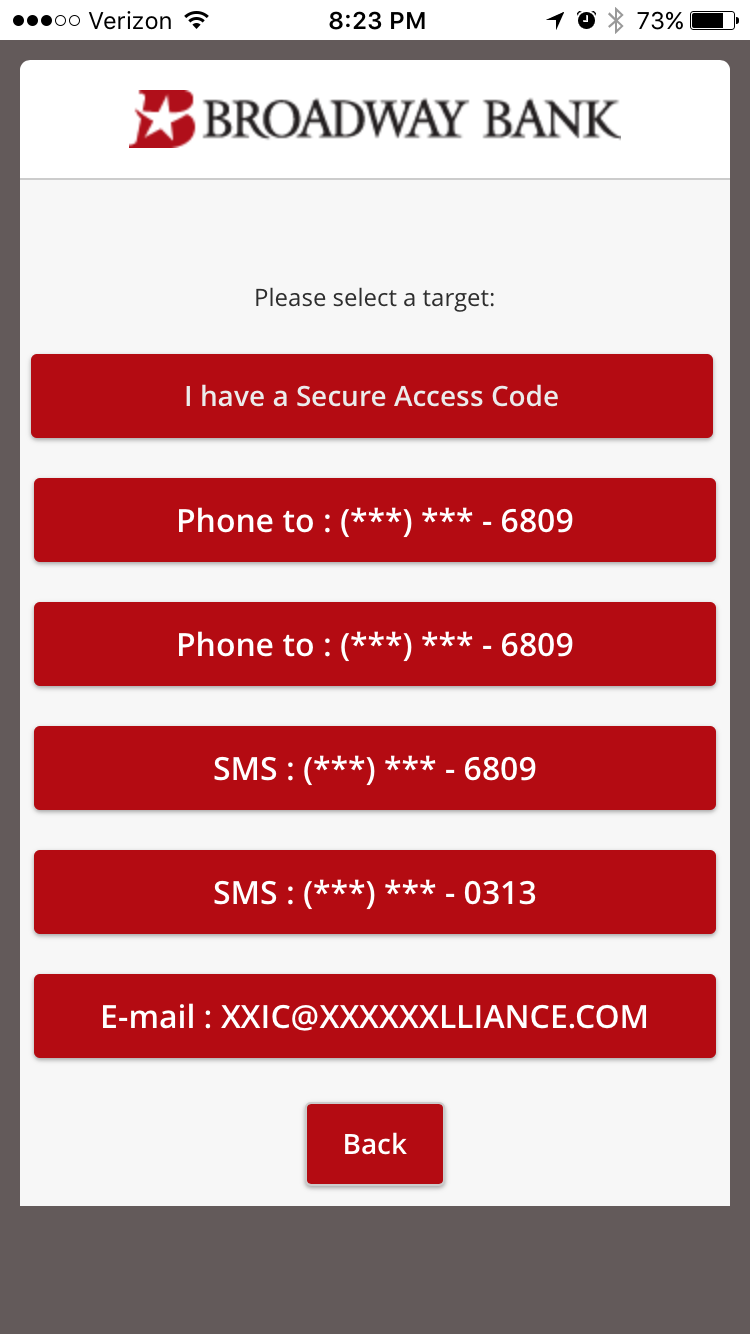 Verizon 8:23 PM 73%
BROADWAY BANK
Please select a target:
I have a Secure Access Code
Phone to : (***) *** - 6809
Phone to : (***) *** - 6809
SMS : (***) *** - 6809
SMS : (***) *** - 0313
E-mail : XXIC@XXXXXXLLIANCE.COM
Back